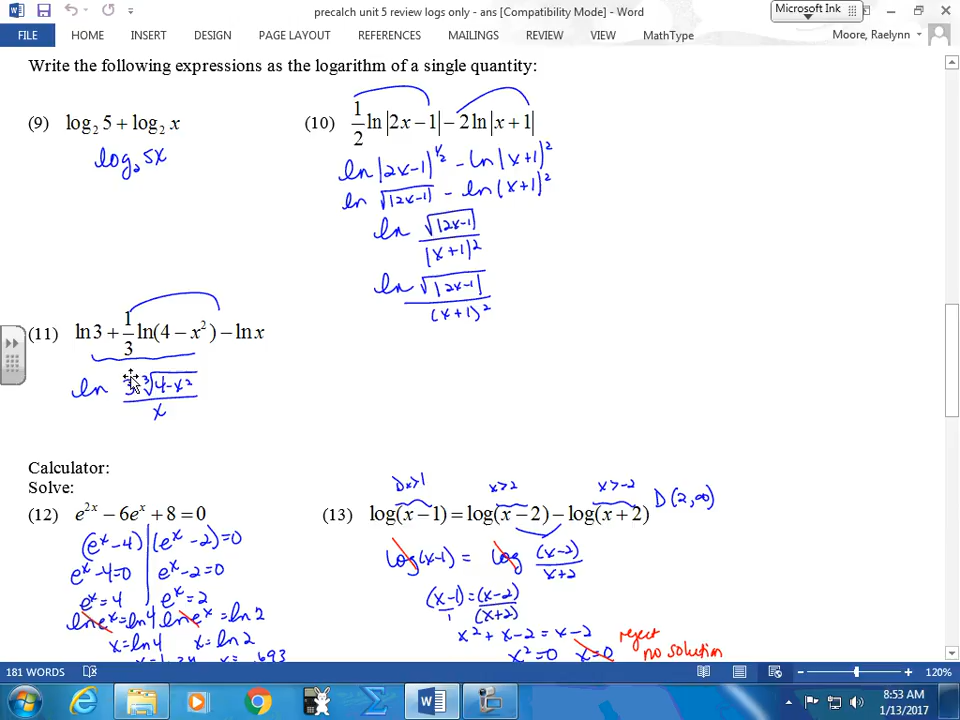 precalch unit 5 review logs only - ans [Compatibility Mode] - Word
Microsoft Ink
FILE HOME INSERT DESIGN PAGE LAYOUT REFERENCES MAILINGS REVIEW VIEW MathType Moore, Raelynn
Write the following expressions as the logarithm of a single quantity:
(9) log₂ 5 + log₂ x
log₂ 5x
(10) 1/2 ln|2x − 1| − 2 ln|x + 1|
ln|2x-1|^1/2 - ln|x+1|²
ln √|2x-1| - ln(x+1)²
ln √|2x-1| / |x+1|²
ln √|2x-1| / (x+1)²
(11) ln 3 + 1/3 ln(4 − x²) − ln x
ln 3 ∛4-x² / x
Calculator:
Solve:
(12) e^2x − 6e^x + 8 = 0
(e^x -4) (e^x -2)=0
e^x -4=0 e^x -2=0
e^x = 4 e^x = 2
ln e^x = ln 4 ln e^x = ln 2
x = ln 4 x = ln 2
.693
D x>1 x>2 x>-2 D(2,∞)
(13) log(x − 1) = log(x − 2) − log(x + 2)
log(x-1) = log (x-2) / x+2
(x-1) / 1 = (x-2) / (x+2)
x² + x - 2 = x - 2
x² = 0 x = 0
reject
no solution
181 WORDS 120%
8:53 AM
1/13/2017